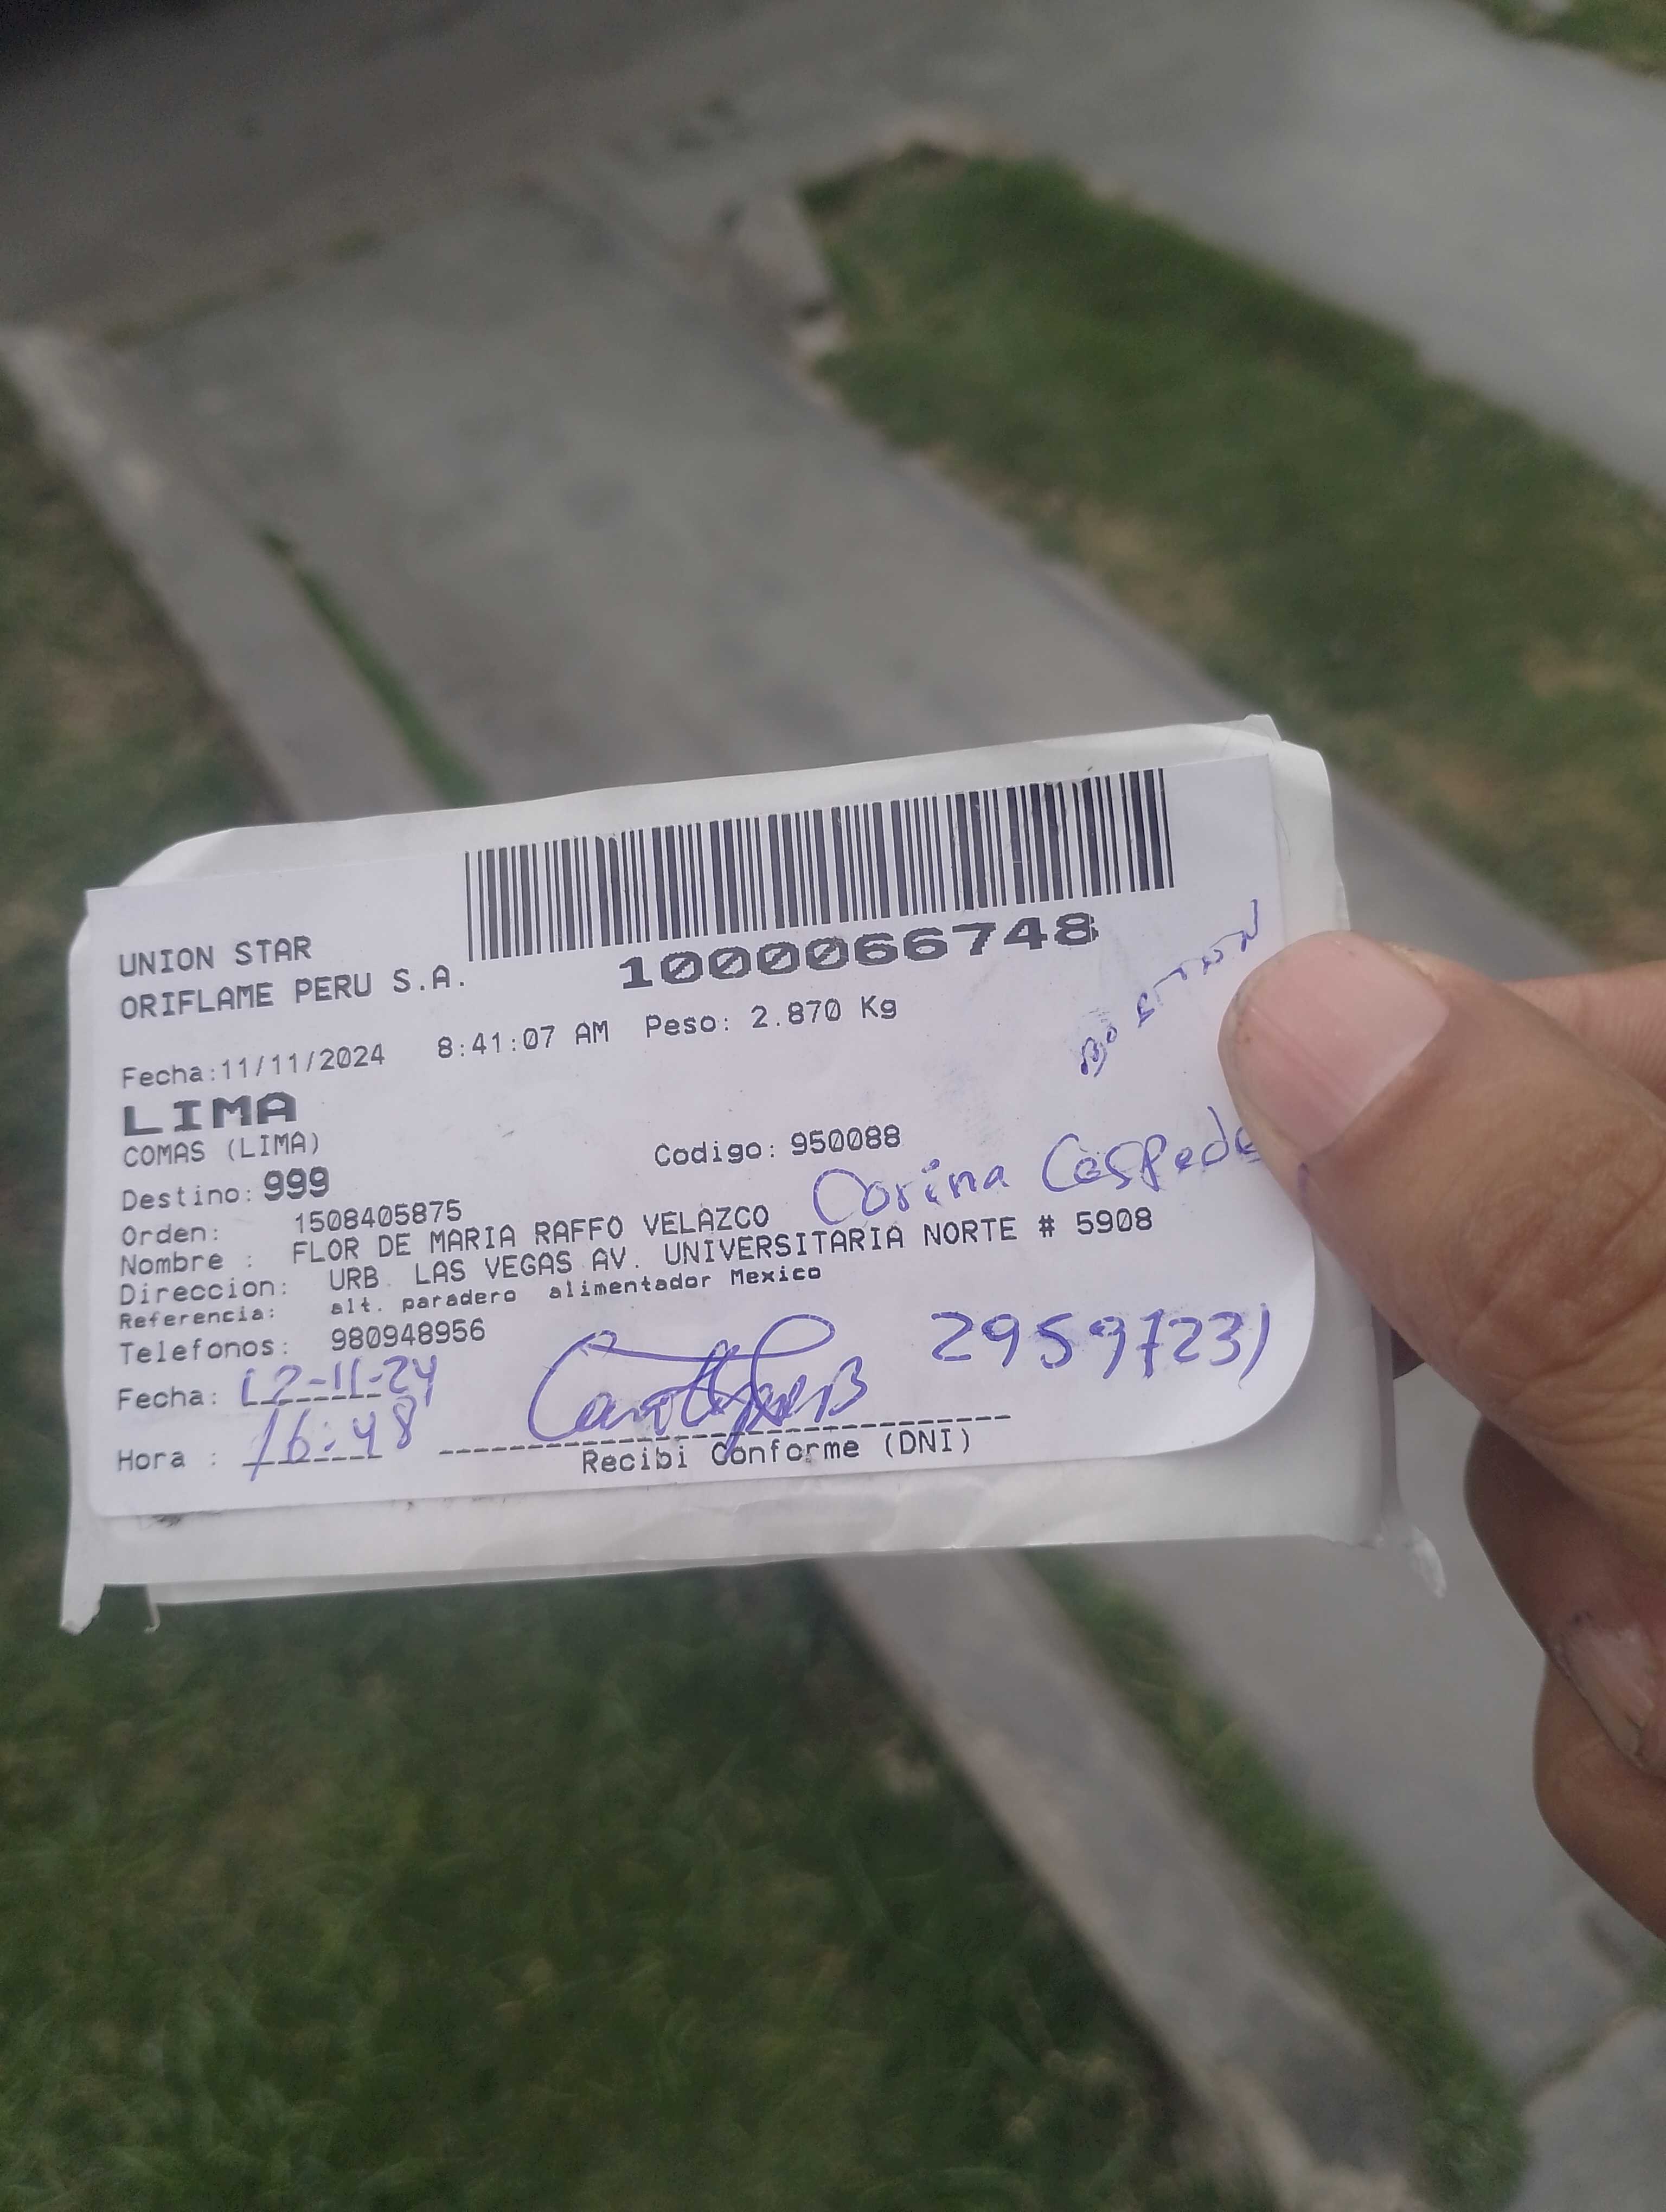 UNION STAR
ORIFLAME PERU S.A.
1000066748
Fecha:11/11/2024 8:41:07 AM Peso: 2.870 Kg
LIMA
COMAS (LIMA)
Destino: 999 Codigo: 950088
Corina Cespede
Orden: 1508405875
Nombre : FLOR DE MARIA RAFFO VELAZCO
Direccion: URB. LAS VEGAS AV. UNIVERSITARIA NORTE # 5908
Referencia: alt. paradero alimentador Mexico
Telefonos: 980948956
Fecha: 12-11-24
Hora : 16:48
Recibi Conforme (DNI)